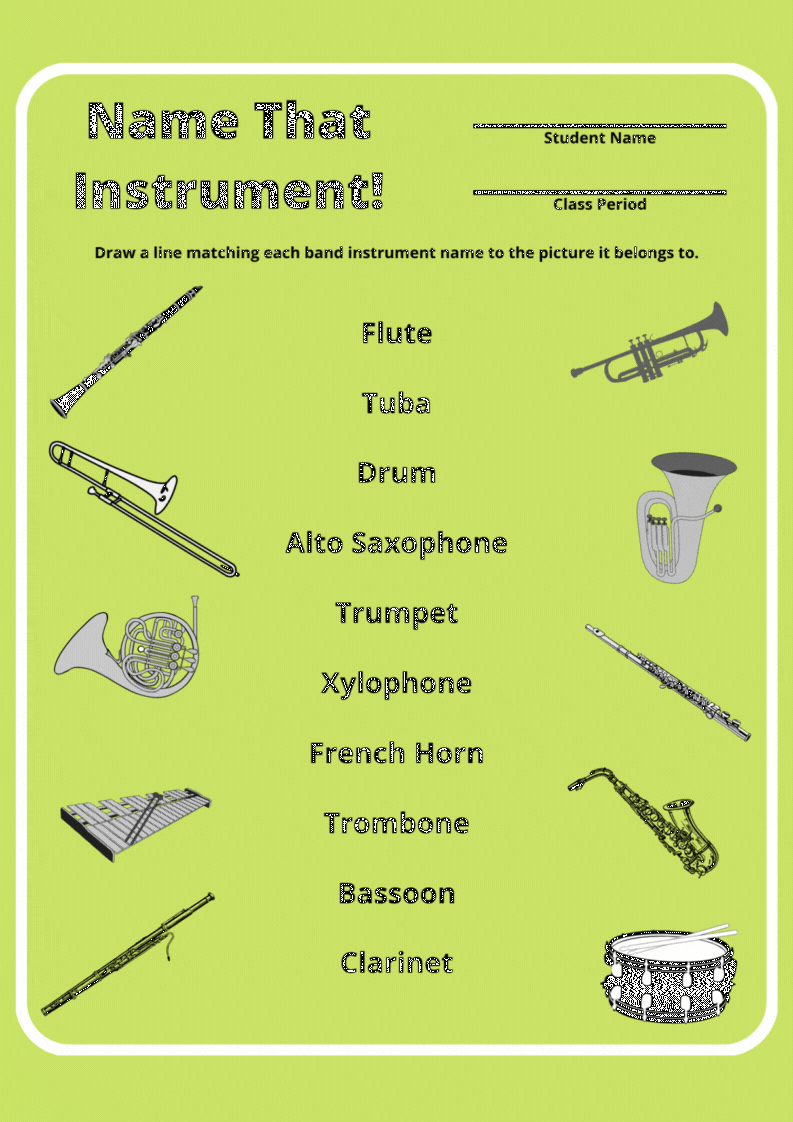 Name That
Instrument!
Student Name
Class Period
Draw a line matching each band instrument name to the picture it belongs to.
Flute
Tuba
Drum
Alto Saxophone
Trumpet
Xylophone
French Horn
Trombone
Bassoon
Clarinet